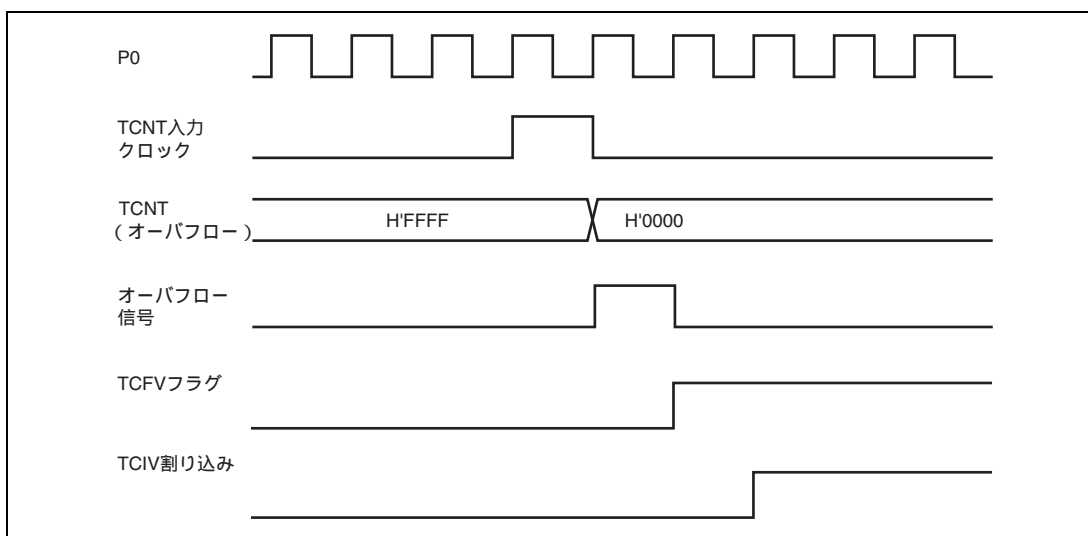 P0
TCNT入力
クロック
TCNT
(オーバフロー)
H'FFFF
H'0000
オーバフロー
信号
TCFVフラグ
TCIV割り込み